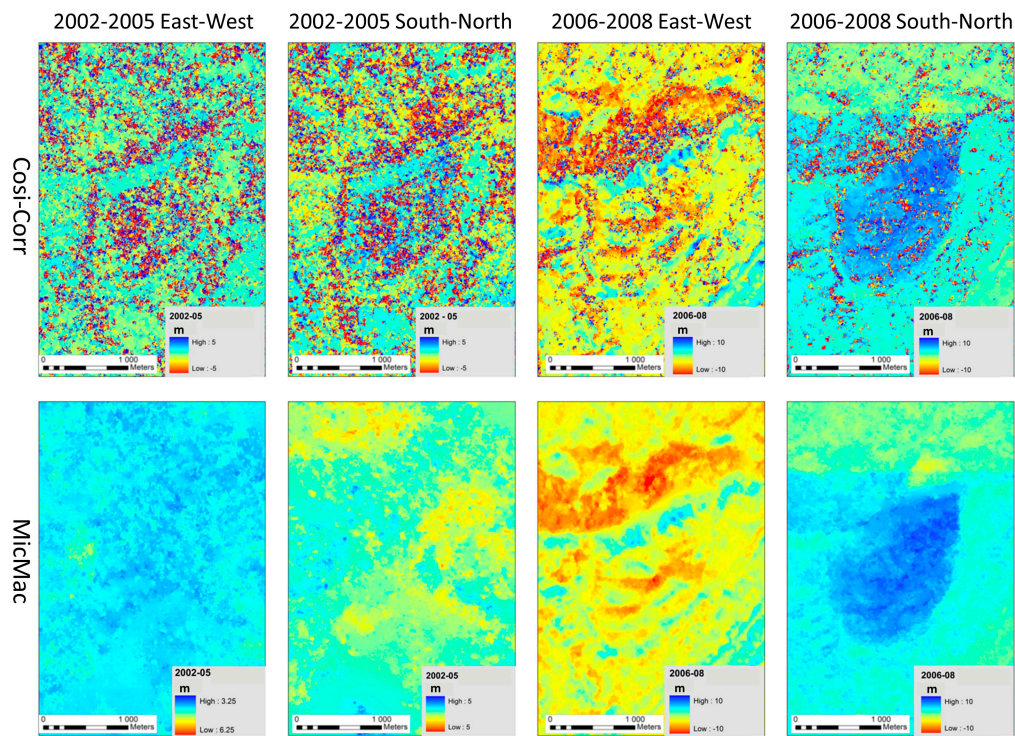 2002-2005 East-West
2002-2005 South-North
2006-2008 East-West
2006-2008 South-North
Cosi-Corr
2002-05
m
High : 5
Low : -5
0
1 000
Meters
2002 - 05
m
High : 5
Low : -5
0
1 000
Meters
2006-08
m
High : 10
Low : -10
0
1 000
Meters
2006-08
m
High : 10
Low : -10
0
1 000
Meters
MicMac
2002-05
m
High : 3.25
Low : 6.25
0
1 000
Meters
2002-05
m
High : 5
Low : 5
0
1 000
Meters
2006-08
m
High : 10
Low : -10
0
1 000
Meters
2006-08
m
High : 10
Low : -10
0
1 000
Meters